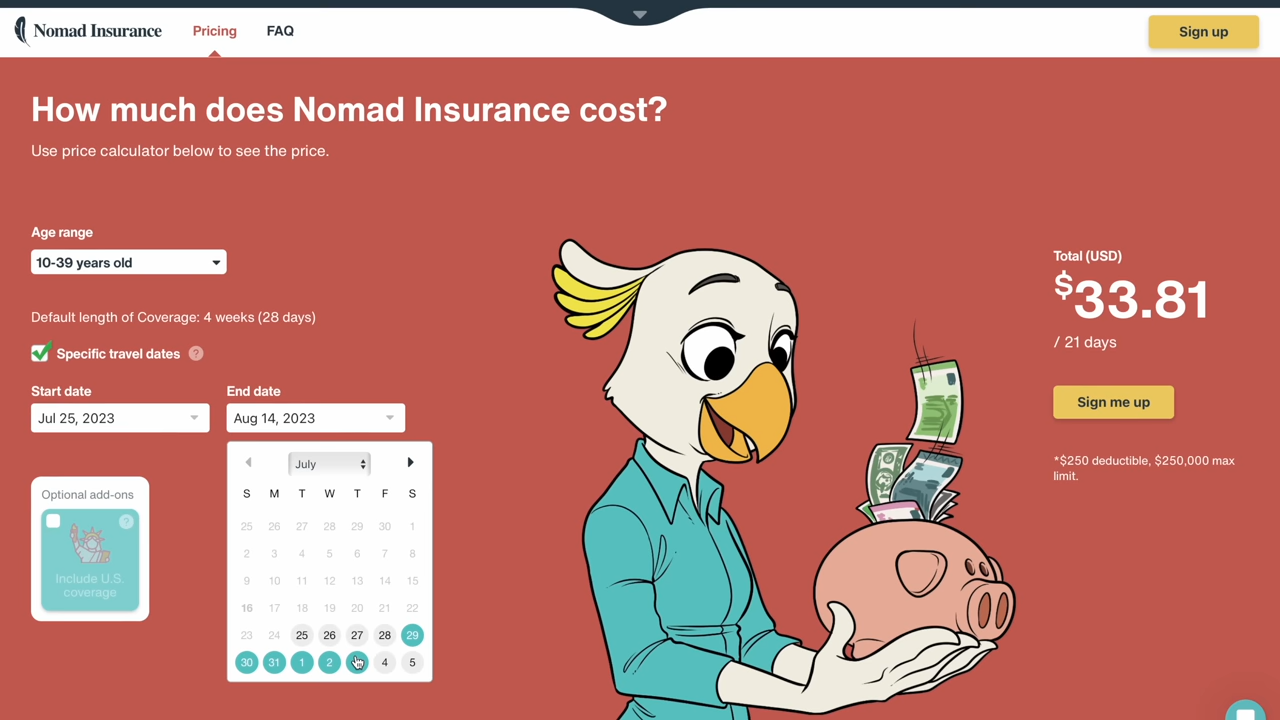 Nomad Insurance
Pricing
FAQ
Sign up
How much does Nomad Insurance cost?
Use price calculator below to see the price.
Age range
10-39 years old
Default length of Coverage: 4 weeks (28 days)
Specific travel dates ?
Start date
End date
Jul 25, 2023
Aug 14, 2023
July
S M T W T F S
25 26 27 28 29 30 1
2 3 4 5 6 7 8
9 10 11 12 13 14 15
16 17 18 19 20 21 22
23 24 25 26 27 28 29
30 31 1 2 4 5
Optional add-ons
?
Include U.S.
coverage
Total (USD)
$33.81
/ 21 days
Sign me up
*$250 deductible, $250,000 max
limit.